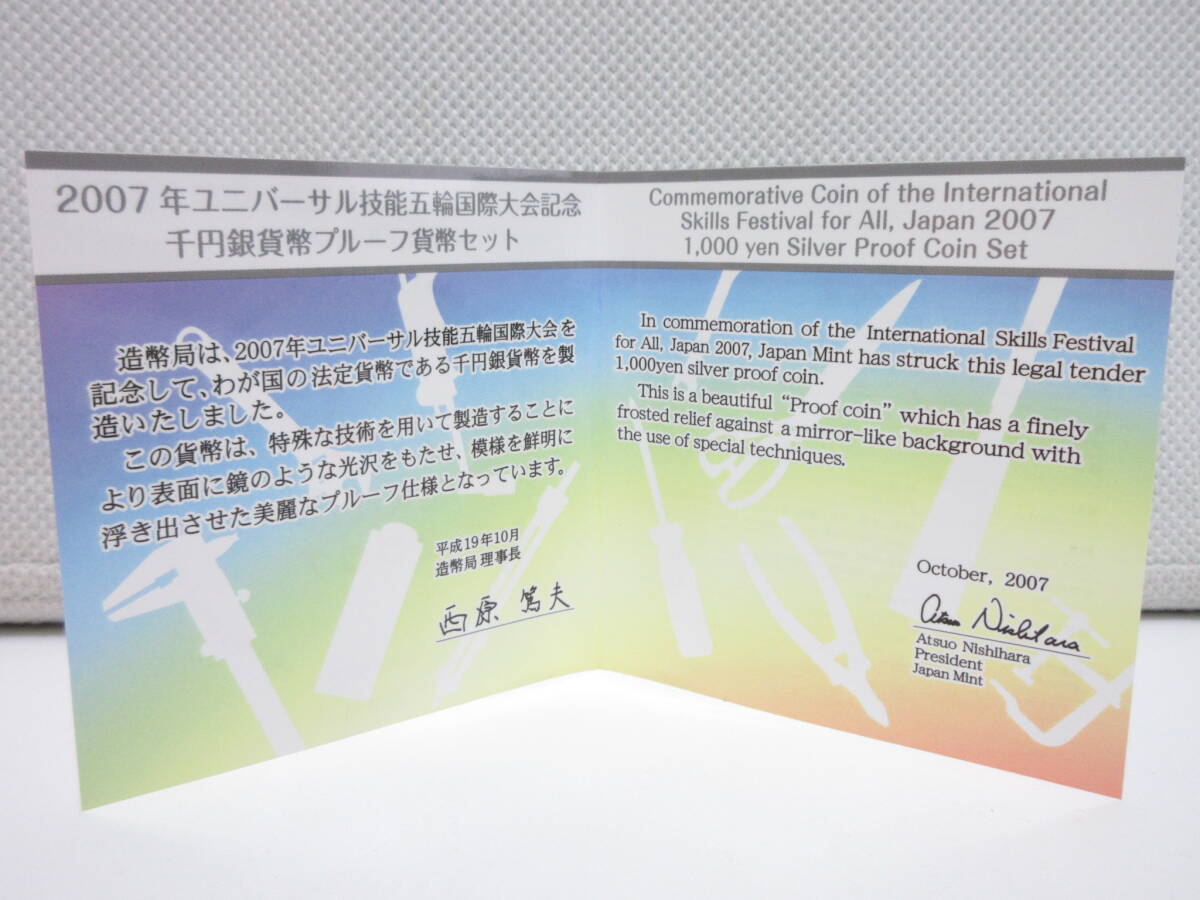 2007年ユニバーサル技能五輪国際大会記念
千円銀貨幣プルーフ貨幣セット
造幣局は、2007年ユニバーサル技能五輪国際大会を
記念して、わが国の法定貨幣である千円銀貨幣を製
造いたしました。
この貨幣は、特殊な技術を用いて製造することに
より表面に鏡のような光沢をもたせ、模様を鮮明に
浮き出させた美麗なプルーフ仕様となっています。
平成19年10月
造幣局 理事長
西原 篤夫
Commemorative Coin of the International
Skills Festival for All, Japan 2007
1,000 yen Silver Proof Coin Set
In commemoration of the International Skills Festival
for All, Japan 2007, Japan Mint has struck this legal tender
1,000yen silver proof coin.
This is a beautiful “Proof coin” which has a finely
frosted relief against a mirror-like background with
the use of special techniques.
October, 2007
Atsuo Nishihara
Atsuo Nishihara
President
Japan Mint